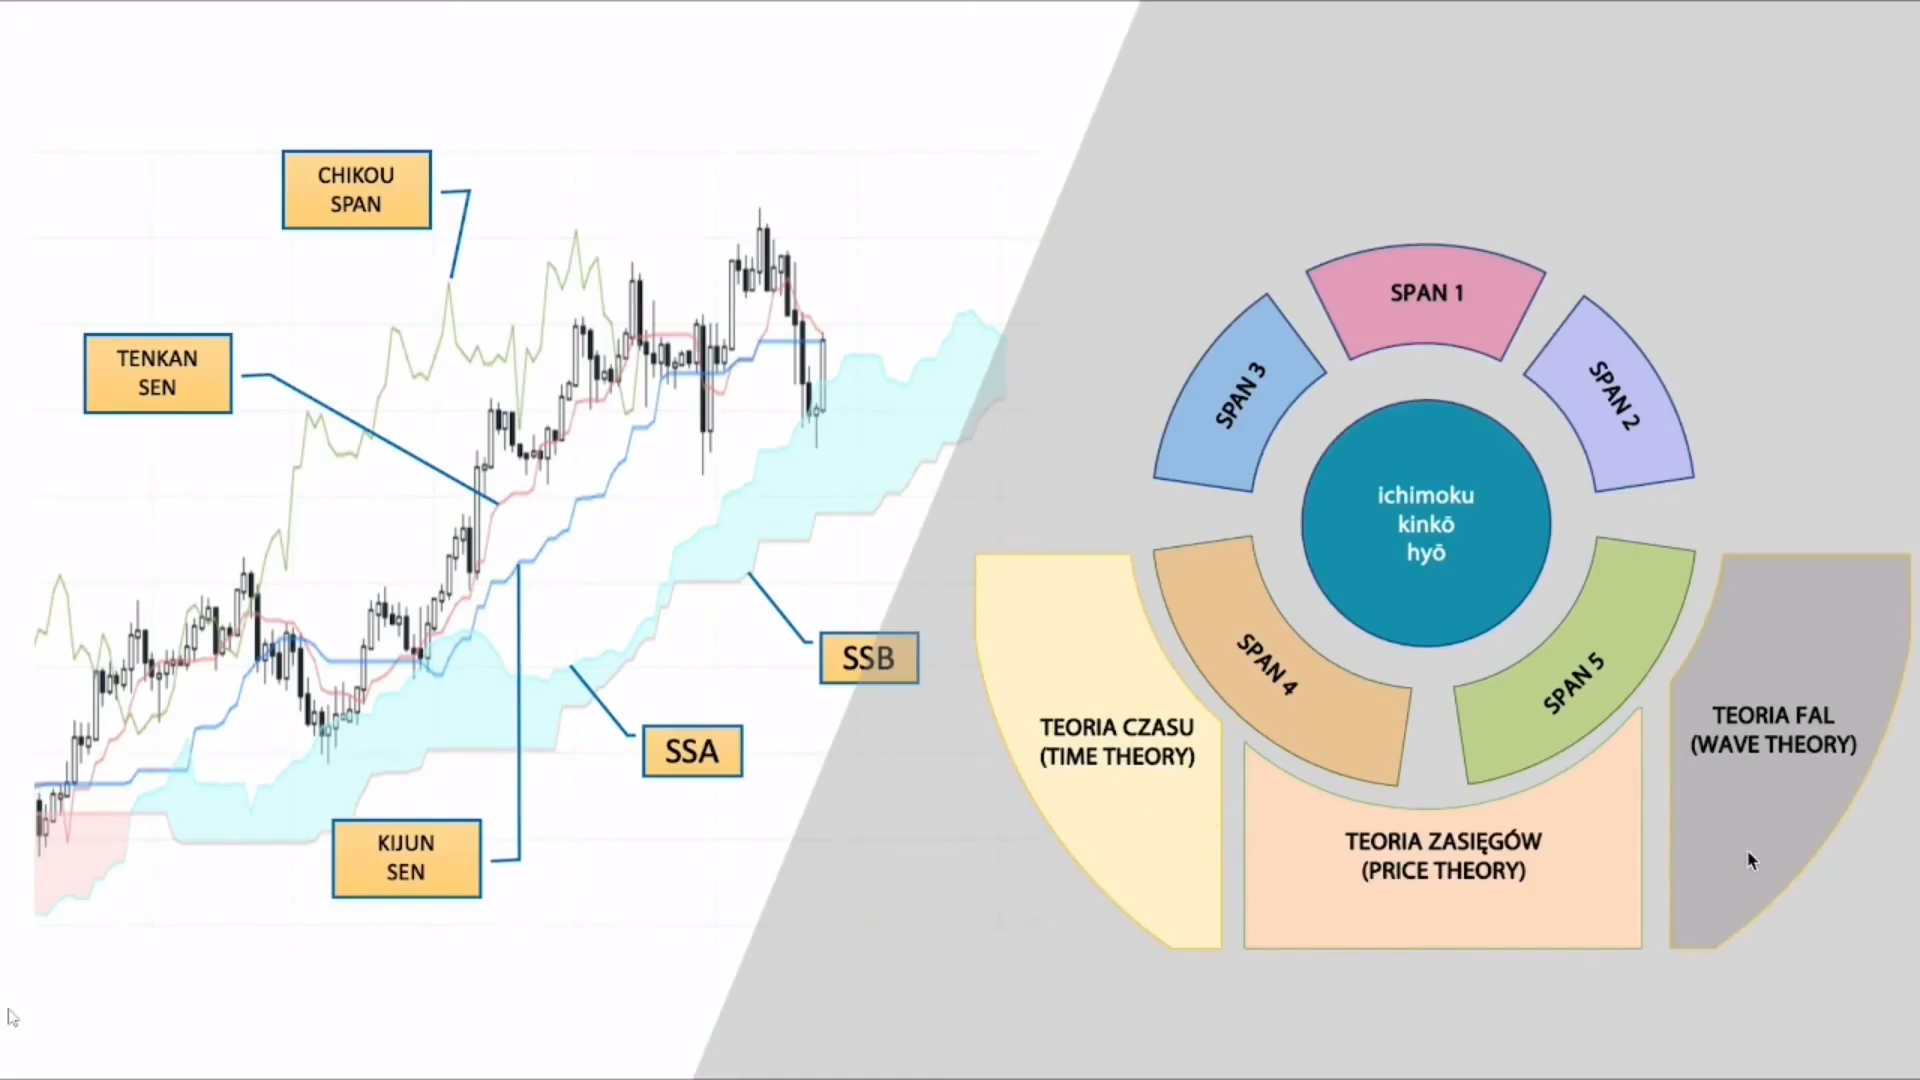 CHIKOU
SPAN
TENKAN
SEN
SSB
SSA
KIJUN
SEN
SPAN 1
SPAN 2
SPAN 3
ichimoku
kinkō
hyō
SPAN 4
SPAN 5
TEORIA CZASU
(TIME THEORY)
TEORIA FAL
(WAVE THEORY)
TEORIA ZASIĘGÓW
(PRICE THEORY)